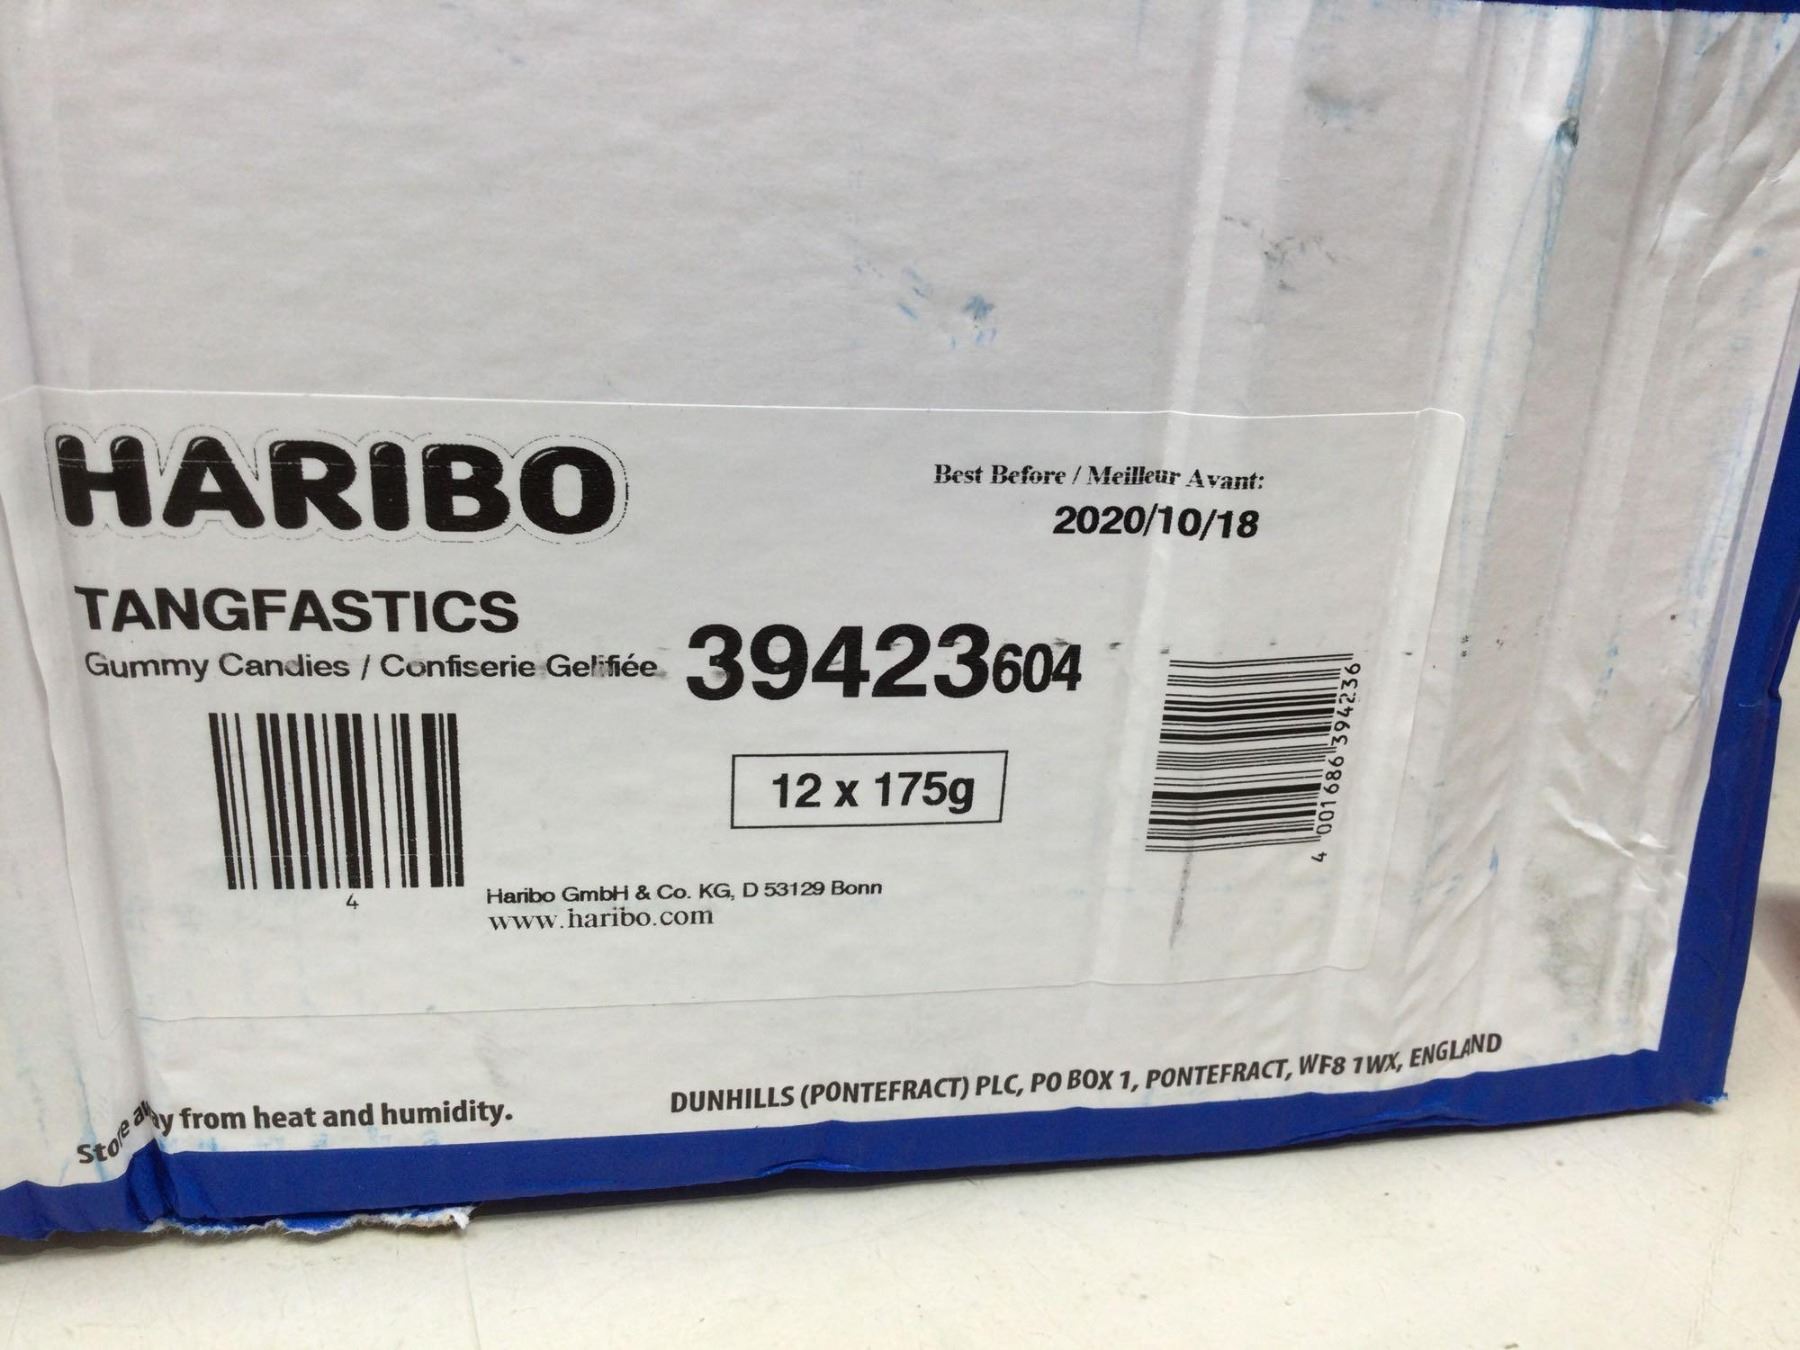 HARIBO
Best Before / Meilleur Avant:
2020/10/18
TANGFASTICS
Gummy Candies / Confiserie Gelifiée
39423604
12 x 175g
4 001686 394236
4
Haribo GmbH & Co. KG, D 53129 Bonn
www.haribo.com
Store away from heat and humidity.
DUNHILLS (PONTEFRACT) PLC, PO BOX 1, PONTEFRACT, WF8 1WX, ENGLAND